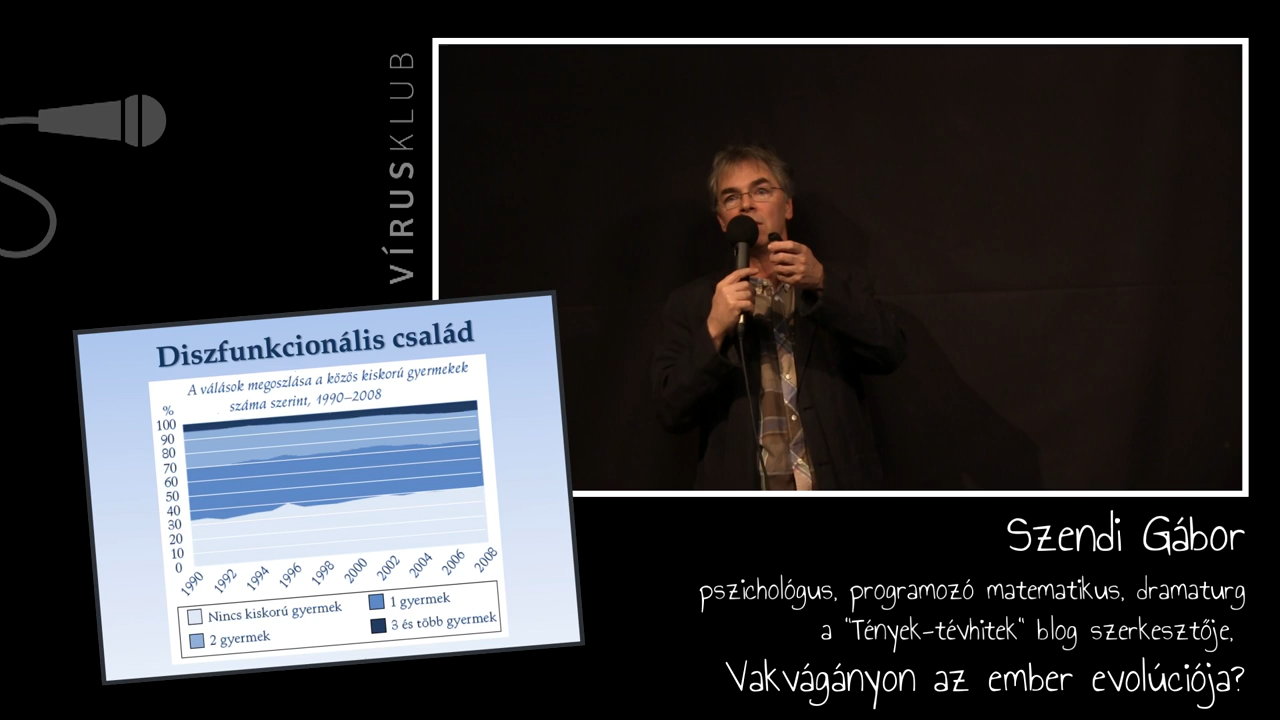 VÍRUSKLUB
Diszfunkcionális család
A válások megoszlása a közös kiskorú gyermekek
száma szerint, 1990–2008
%
100
90
80
70
60
50
40
30
20
10
0
1990 1992 1994 1996 1998 2000 2002 2004 2006 2008
Nincs kiskorú gyermek
1 gyermek
2 gyermek
3 és több gyermek
Szendi Gábor
pszichológus, programozó matematikus, dramaturg
a "Tények-tévhitek" blog szerkesztője,
Vakvágányon az ember evolúciója?